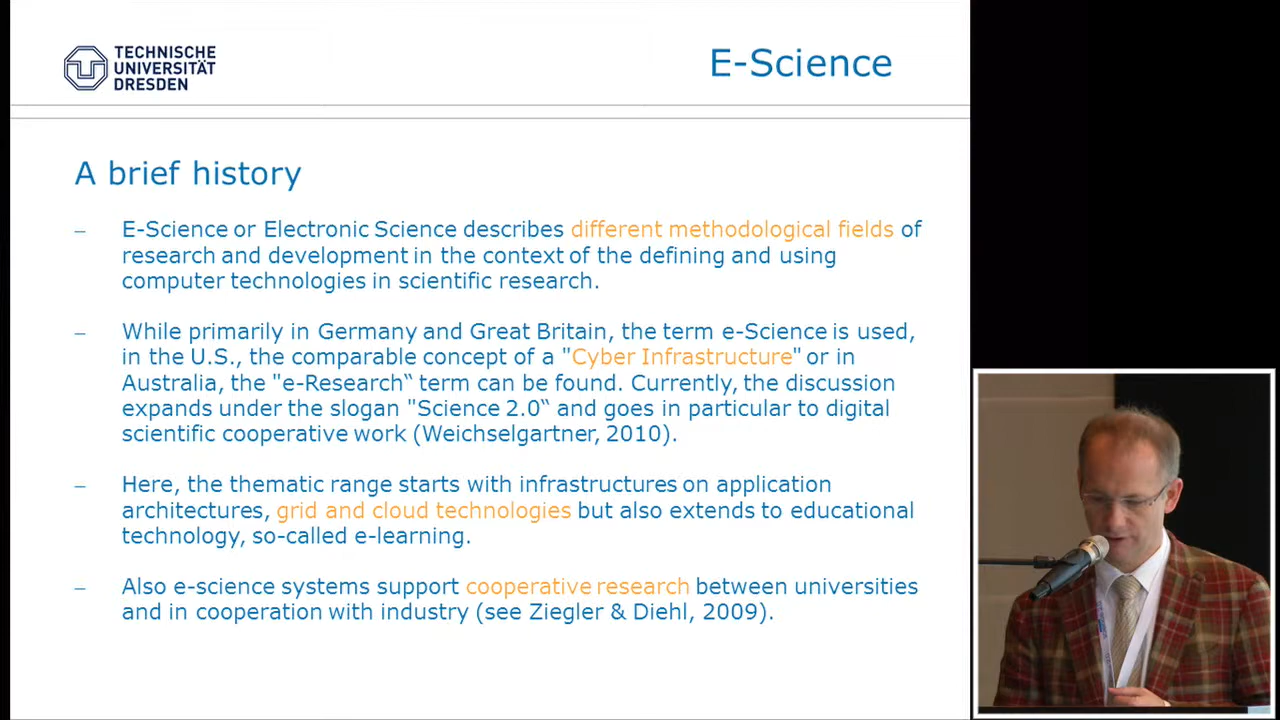 TECHNISCHE
UNIVERSITÄT
DRESDEN
E-Science
A brief history
– E-Science or Electronic Science describes different methodological fields of
research and development in the context of the defining and using
computer technologies in scientific research.
– While primarily in Germany and Great Britain, the term e-Science is used,
in the U.S., the comparable concept of a "Cyber Infrastructure" or in
Australia, the "e-Research“ term can be found. Currently, the discussion
expands under the slogan "Science 2.0“ and goes in particular to digital
scientific cooperative work (Weichselgartner, 2010).
– Here, the thematic range starts with infrastructures on application
architectures, grid and cloud technologies but also extends to educational
technology, so-called e-learning.
– Also e-science systems support cooperative research between universities
and in cooperation with industry (see Ziegler & Diehl, 2009).